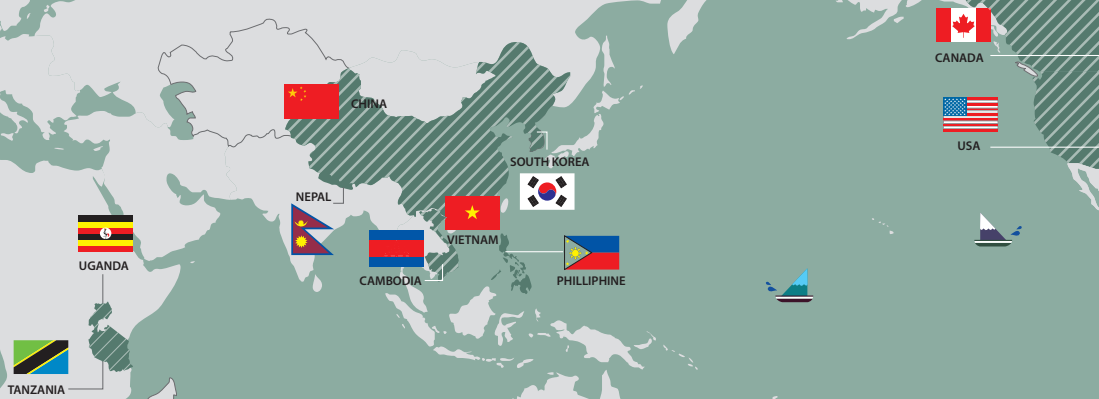 CANADA
CHINA
USA
SOUTH KOREA
NEPAL
VIETNAM
UGANDA
CAMBODIA
PHILLIPHINE
TANZANIA